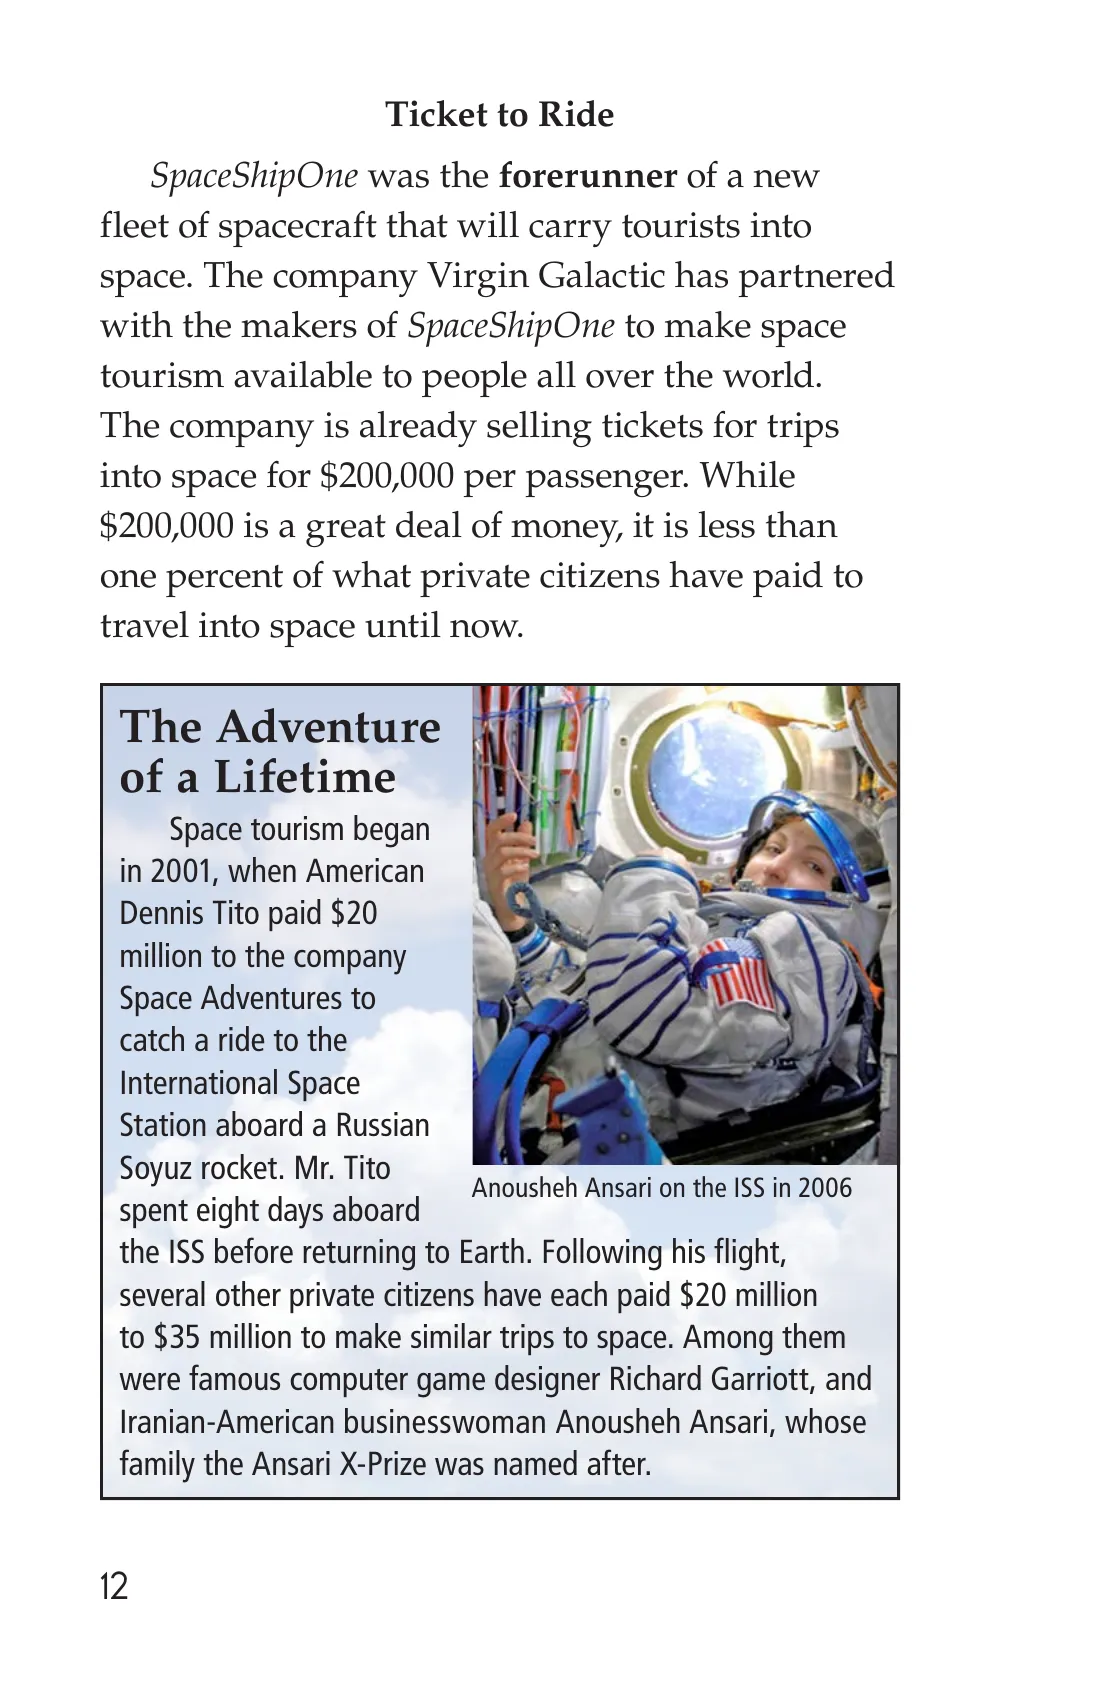 Ticket to Ride
SpaceShipOne was the forerunner of a new
fleet of spacecraft that will carry tourists into
space. The company Virgin Galactic has partnered
with the makers of SpaceShipOne to make space
tourism available to people all over the world.
The company is already selling tickets for trips
into space for $200,000 per passenger. While
$200,000 is a great deal of money, it is less than
one percent of what private citizens have paid to
travel into space until now.
The Adventure
of a Lifetime
Space tourism began
in 2001, when American
Dennis Tito paid $20
million to the company
Space Adventures to
catch a ride to the
International Space
Station aboard a Russian
Soyuz rocket. Mr. Tito
spent eight days aboard
the ISS before returning to Earth. Following his flight,
several other private citizens have each paid $20 million
to $35 million to make similar trips to space. Among them
were famous computer game designer Richard Garriott, and
Iranian-American businesswoman Anousheh Ansari, whose
family the Ansari X-Prize was named after.
Anousheh Ansari on the ISS in 2006
12